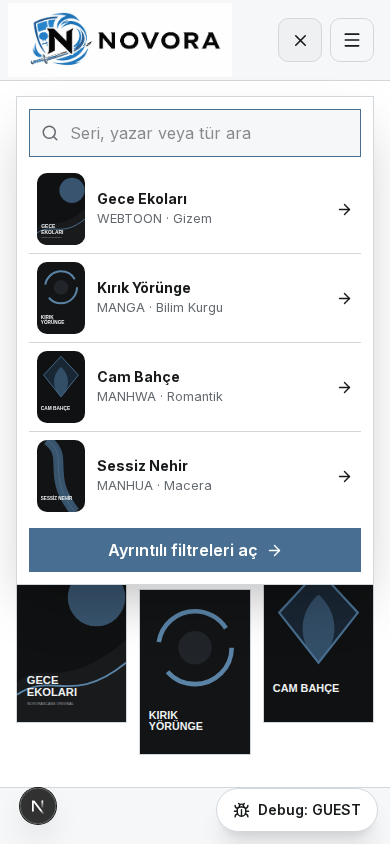 NOVORA
Seri, yazar veya tür ara
GECE
EKOLARI
Gece Ekoları
WEBTOON · Gizem
KIRIK
YÖRÜNGE
Kırık Yörünge
MANGA · Bilim Kurgu
CAM BAHÇE
Cam Bahçe
MANHWA · Romantik
SESSİZ NEHİR
Sessiz Nehir
MANHUA · Macera
Ayrıntılı filtreleri aç
GECE
EKOLARI
KIRIK
YÖRÜNGE
CAM BAHÇE
N
Debug: GUEST